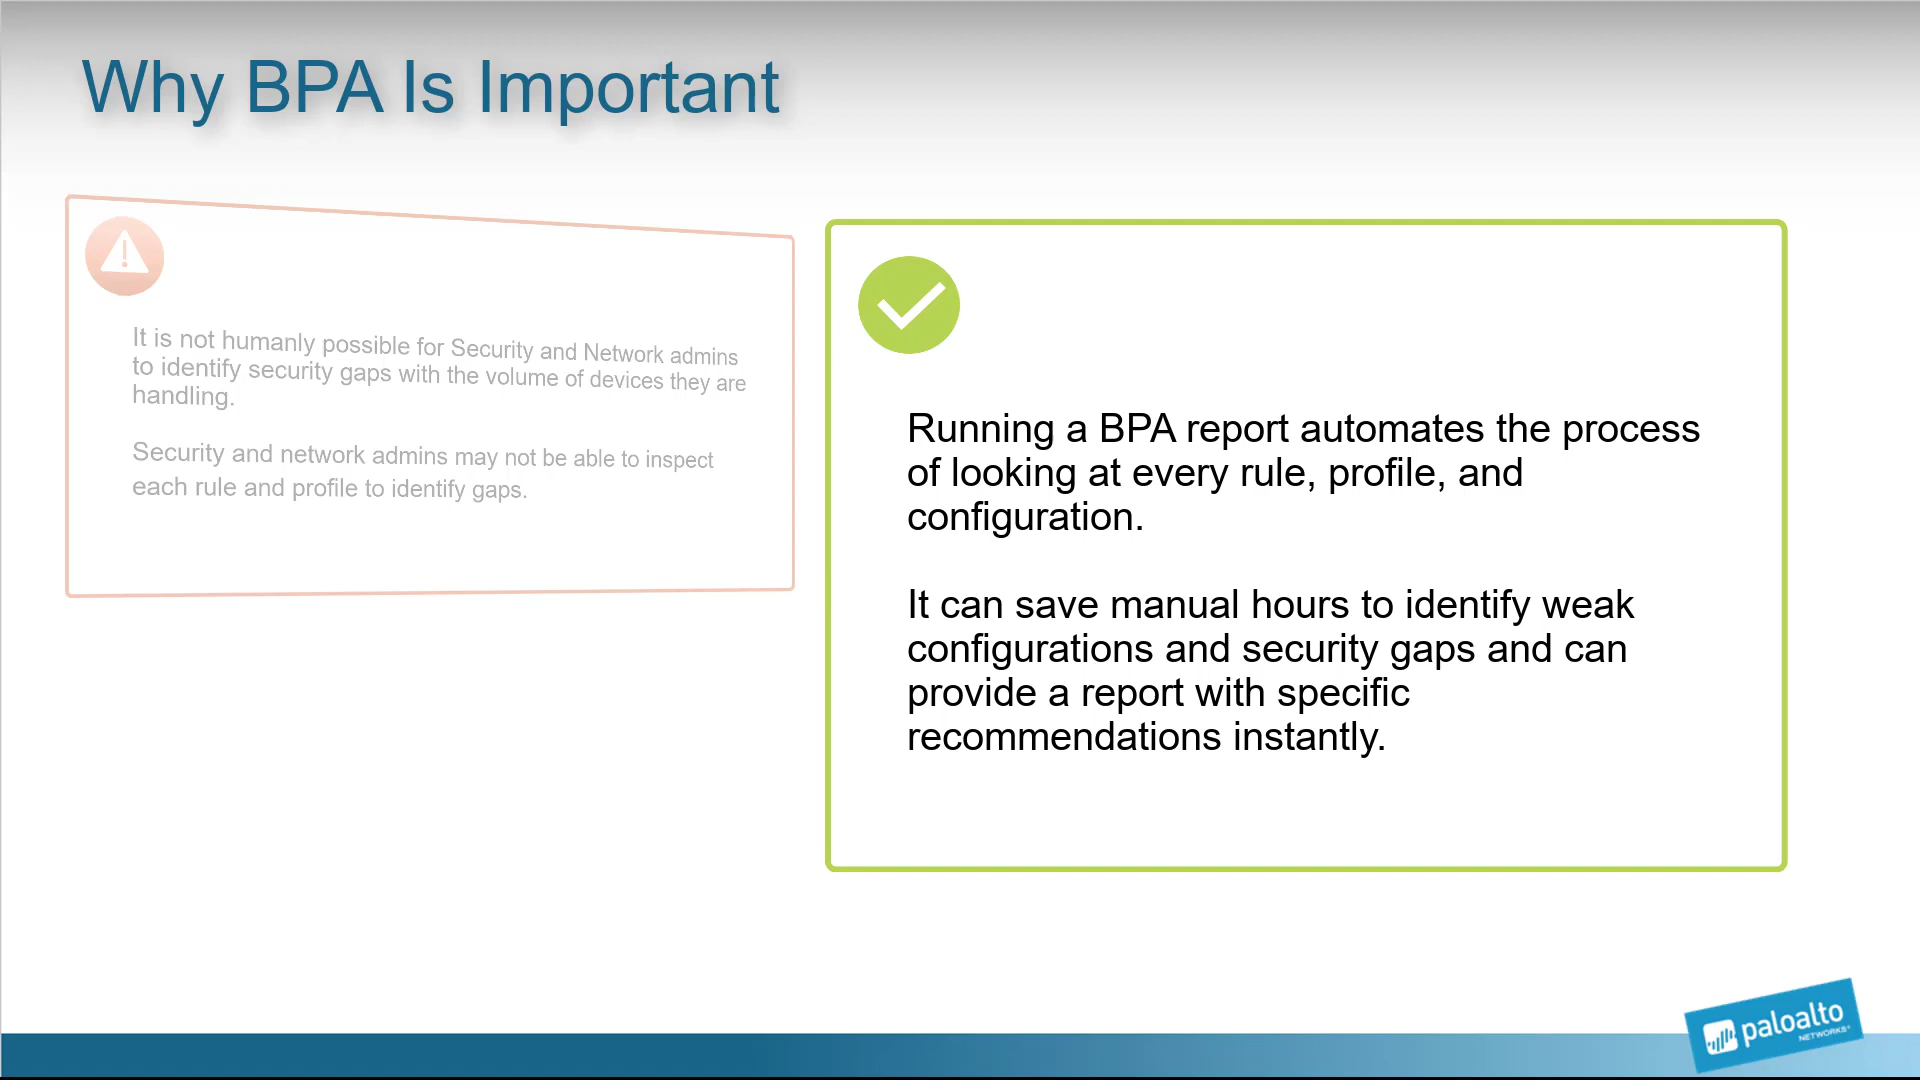 Why BPA Is Important
It is not humanly possible for Security and Network admins
to identify security gaps with the volume of devices they are
handling.
Security and network admins may not be able to inspect
each rule and profile to identify gaps.
Running a BPA report automates the process
of looking at every rule, profile, and
configuration.
It can save manual hours to identify weak
configurations and security gaps and can
provide a report with specific
recommendations instantly.
paloalto
NETWORKS®